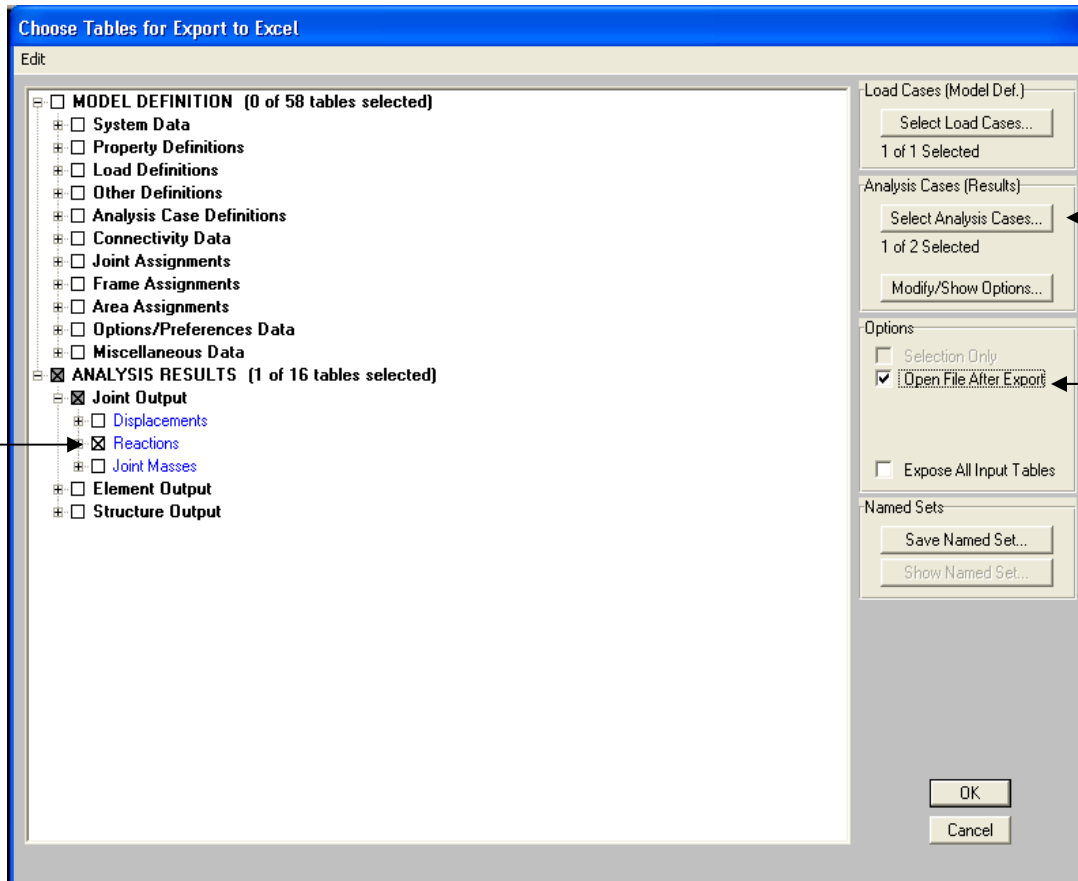 Choose Tables for Export to Excel
Edit
MODEL DEFINITION (0 of 58 tables selected)
System Data
Property Definitions
Load Definitions
Other Definitions
Analysis Case Definitions
Connectivity Data
Joint Assignments
Frame Assignments
Area Assignments
Options/Preferences Data
Miscellaneous Data
ANALYSIS RESULTS (1 of 16 tables selected)
Joint Output
Displacements
Reactions
Joint Masses
Element Output
Structure Output
Load Cases (Model Def.)
Select Load Cases...
1 of 1 Selected
Analysis Cases (Results)
Select Analysis Cases...
1 of 2 Selected
Modify/Show Options...
Options
Selection Only
Open File After Export
Expose All Input Tables
Named Sets
Save Named Set...
Show Named Set...
OK
Cancel